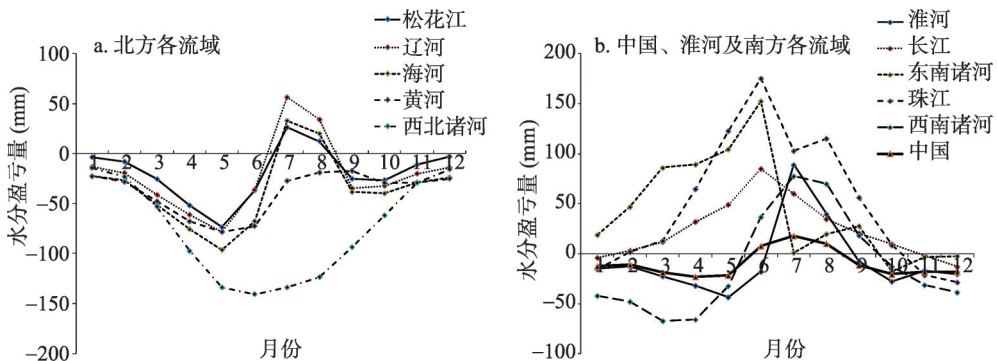 a. 北方各流域
松花江
辽河
海河
黄河
西北诸河
100
50
0
−50
−100
−150
−200
1 2 3 4 5 6 7 8 9 10 11 12
水分盈亏量 (mm)
月份
b. 中国、淮河及南方各流域
淮河
长江
东南诸河
珠江
西南诸河
中国
200
150
100
50
0
−50
−100
1 2 3 4 5 6 7 8 9 10 11 12
水分盈亏量 (mm)
月份